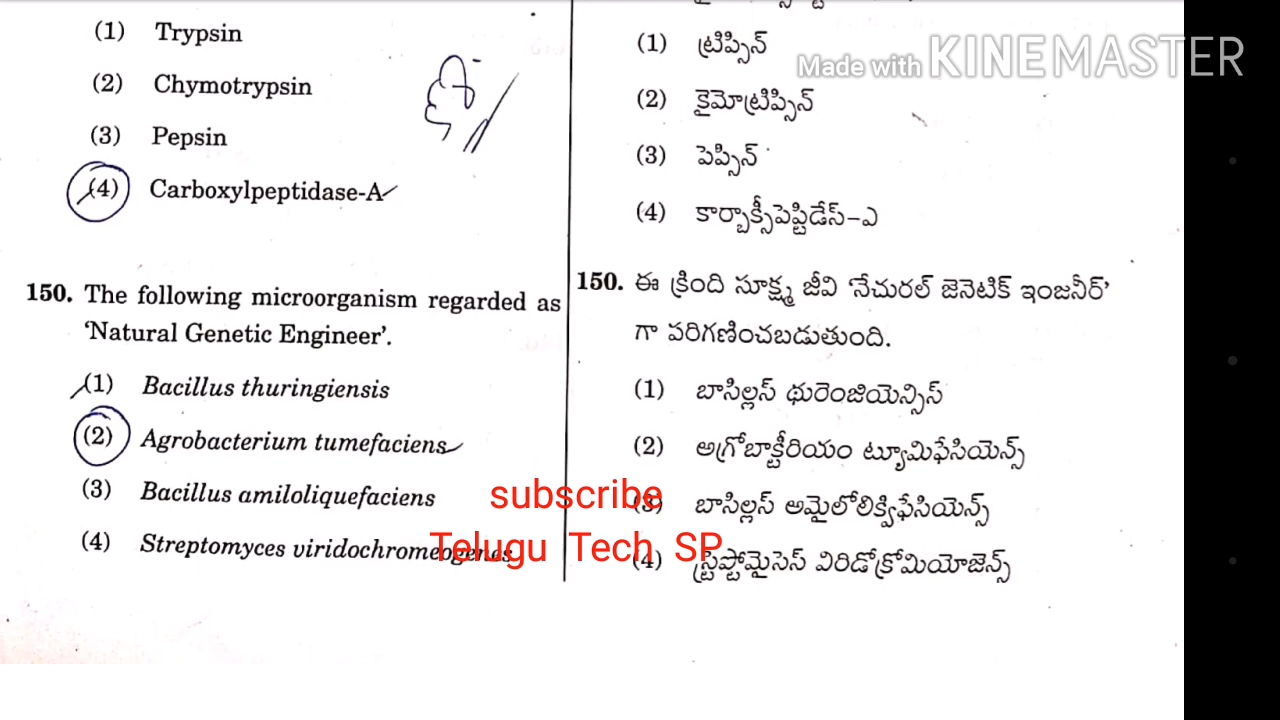 (1) Trypsin
(2) Chymotrypsin
(3) Pepsin
(4) Carboxylpeptidase-A
150. The following microorganism regarded as
'Natural Genetic Engineer'.
(1) Bacillus thuringiensis
(2) Agrobacterium tumefaciens
(3) Bacillus amiloliquefaciens
(4) Streptomyces viridochromeogenes
(1) ట్రిప్సిన్
(2) కైమోట్రిప్సిన్
(3) పెప్సిన్
(4) కార్బాక్సీపెప్టిడేస్-ఎ
150. ఈ క్రింది సూక్ష్మ జీవి 'నేచురల్ జెనెటిక్ ఇంజనీర్'
గా పరిగణించబడుతుంది.
(1) బాసిల్లస్ థురెంజియెన్సిస్
(2) అగ్రోబాక్టీరియం ట్యూమిఫేసియెన్స్
(3) బాసిల్లస్ అమైలోలిక్విఫేసియెన్స్
(4) స్ట్రెప్టోమైసెస్ విరిడోక్రోమియోజెన్స్
Made with KINEMASTER
subscribe
Telugu Tech SP